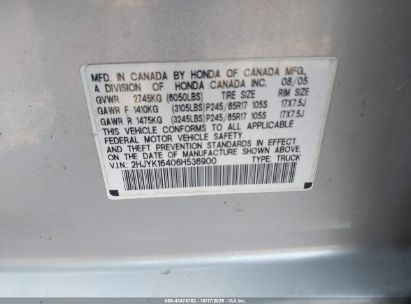 MFD. IN CANADA BY HONDA OF CANADA MFG.,
A DIVISION OF HONDA CANADA INC. 08/05
GVWR 2745KG (6050LBS) TIRE SIZE RIM SIZE
GAWR F 1410KG (3105LBS) P245/65R17 105S 17X7.5J
GAWR R 1475KG (3245LBS) P245/65R17 105S 17X7.5J
THIS VEHICLE CONFORMS TO ALL APPLICABLE
FEDERAL MOTOR VEHICLE SAFETY
AND THEFT PREVENTION STANDARDS IN EFFECT
ON THE DATE OF MANUFACTURE SHOWN ABOVE.
V.I.N: 2HJYK16406H536900 TYPE: TRUCK